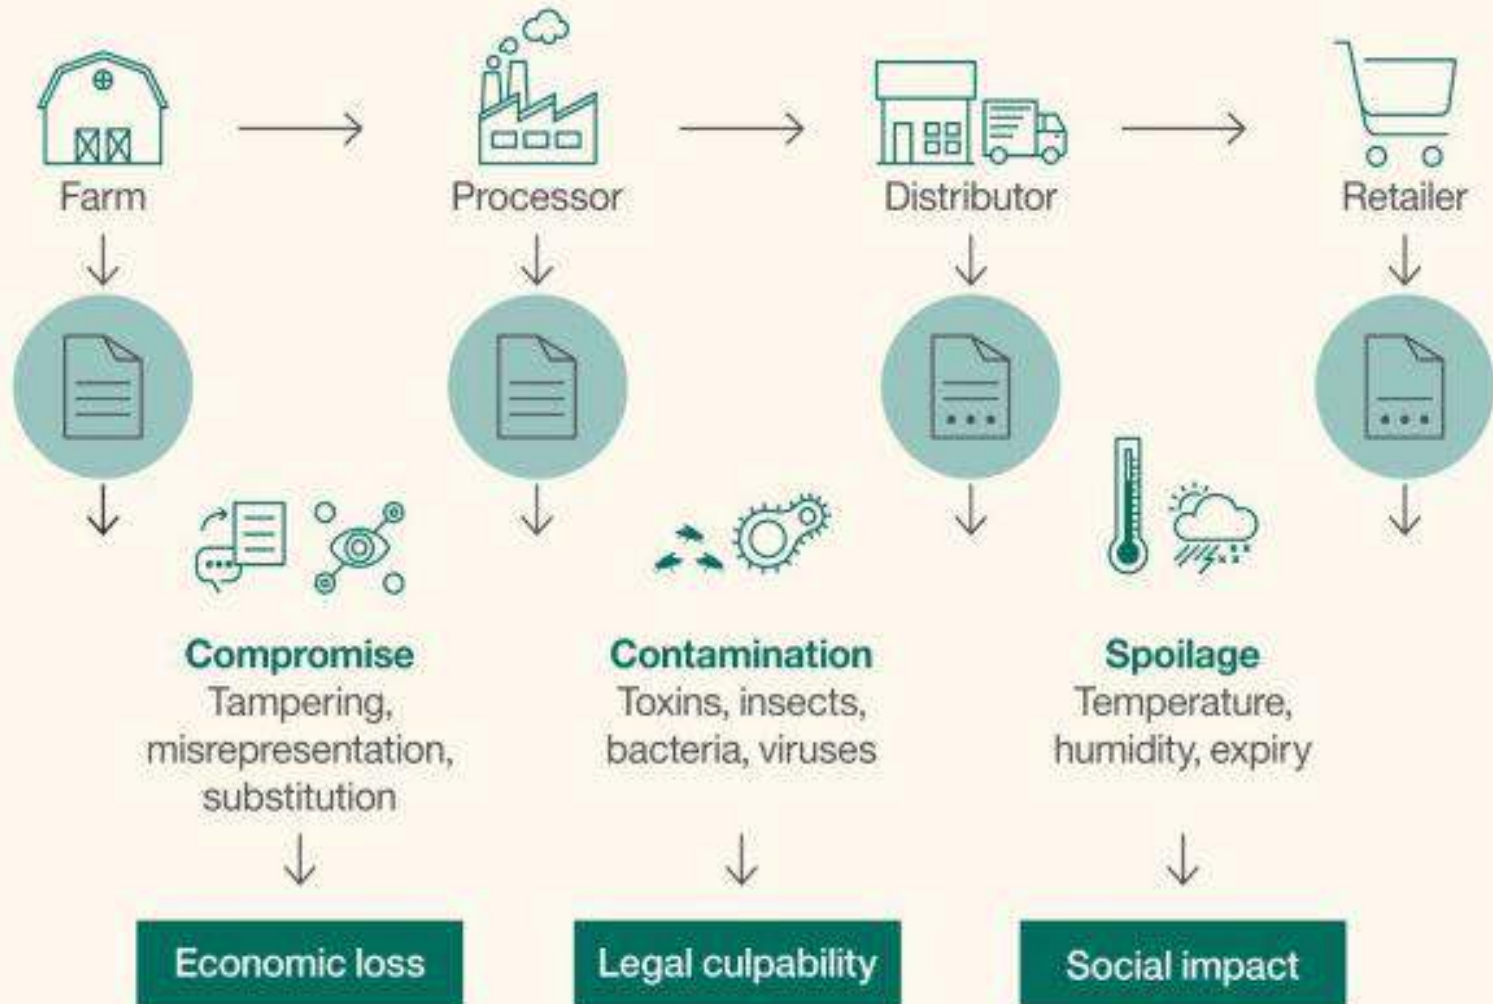 Farm
Processor
Distributor
Retailer
Compromise
Tampering,
misrepresentation,
substitution
Contamination
Toxins, insects,
bacteria, viruses
Spoilage
Temperature,
humidity, expiry
Economic loss
Legal culpability
Social impact